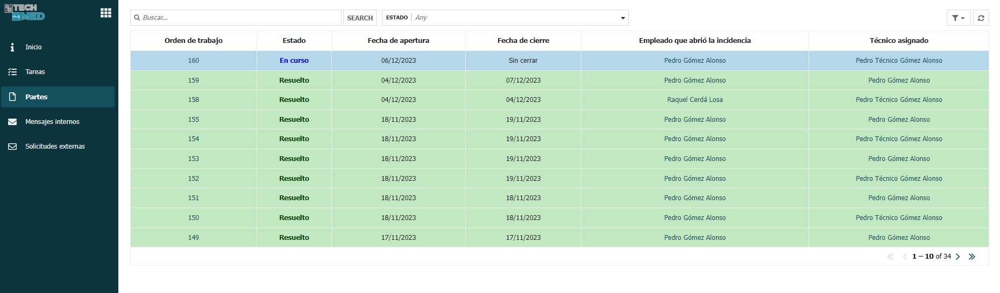 TECH
MED
Inicio
Tareas
Partes
Mensajes internos
Solicitudes externas
Buscar... SEARCH ESTADO Any
Orden de trabajo Estado Fecha de apertura Fecha de cierre Empleado que abrió la incidencia Técnico asignado
160 En curso 06/12/2023 Sin cerrar Pedro Gómez Alonso Pedro Técnico Gómez Alonso
159 Resuelto 04/12/2023 07/12/2023 Pedro Gómez Alonso Pedro Gómez Alonso
158 Resuelto 04/12/2023 04/12/2023 Raquel Cerdá Losa Pedro Técnico Gómez Alonso
155 Resuelto 18/11/2023 19/11/2023 Pedro Gómez Alonso Pedro Gómez Alonso
154 Resuelto 18/11/2023 19/11/2023 Pedro Gómez Alonso Pedro Técnico Gómez Alonso
153 Resuelto 18/11/2023 19/11/2023 Pedro Gómez Alonso Pedro Gómez Alonso
152 Resuelto 18/11/2023 19/11/2023 Pedro Gómez Alonso Pedro Técnico Gómez Alonso
151 Resuelto 18/11/2023 18/11/2023 Pedro Gómez Alonso Pedro Gómez Alonso
150 Resuelto 18/11/2023 18/11/2023 Pedro Gómez Alonso Pedro Técnico Gómez Alonso
149 Resuelto 17/11/2023 17/11/2023 Pedro Gómez Alonso Pedro Gómez Alonso
1 – 10 of 34